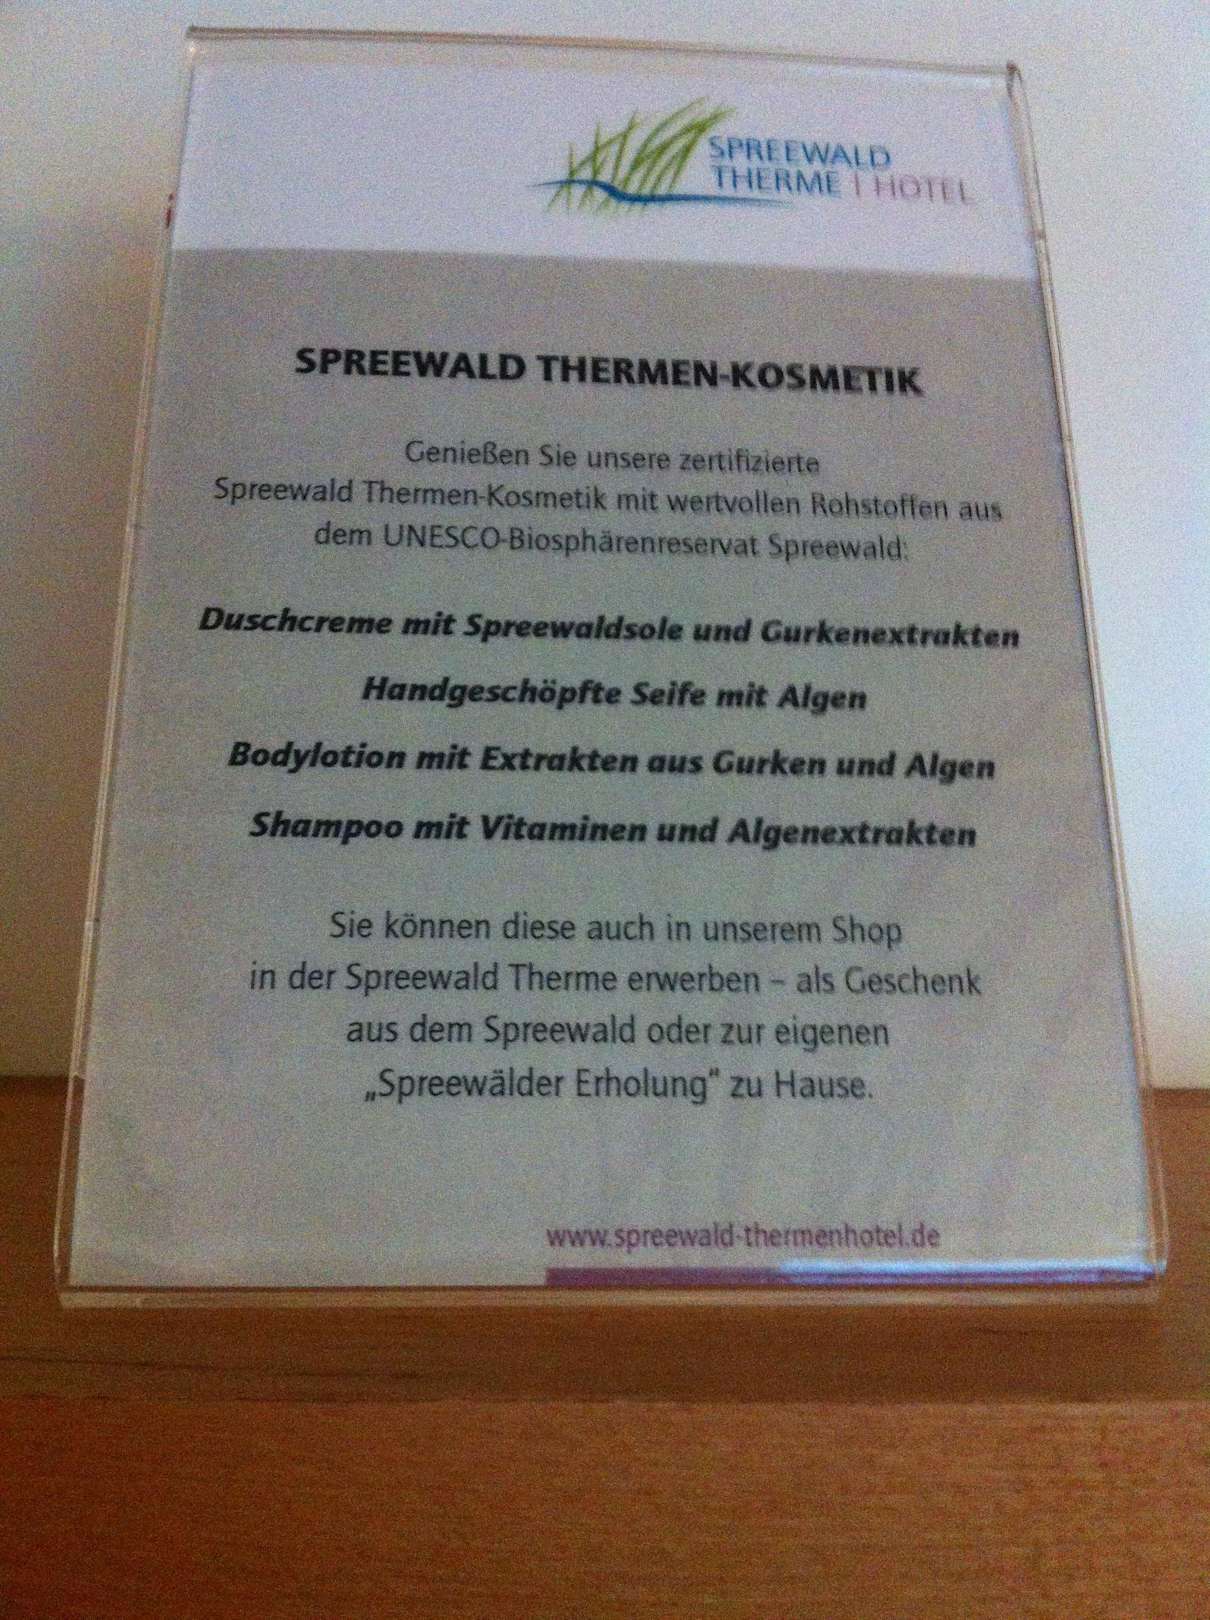 SPREEWALD
THERME | HOTEL
SPREEWALD THERMEN-KOSMETIK
Genießen Sie unsere zertifizierte
Spreewald Thermen-Kosmetik mit wertvollen Rohstoffen aus
dem UNESCO-Biosphärenreservat Spreewald:
Duschcreme mit Spreewaldsole und Gurkenextrakten
Handgeschöpfte Seife mit Algen
Bodylotion mit Extrakten aus Gurken und Algen
Shampoo mit Vitaminen und Algenextrakten
Sie können diese auch in unserem Shop
in der Spreewald Therme erwerben – als Geschenk
aus dem Spreewald oder zur eigenen
„Spreewälder Erholung“ zu Hause.
www.spreewald-thermenhotel.de